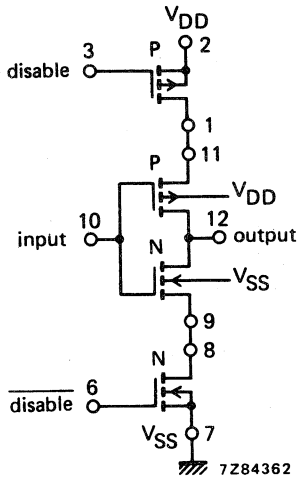 VDD
3
P
2
disable
1
P
11
VDD
10
12
input
output
N
VSS
9
8
N
6
disable
VSS
7
7Z84362